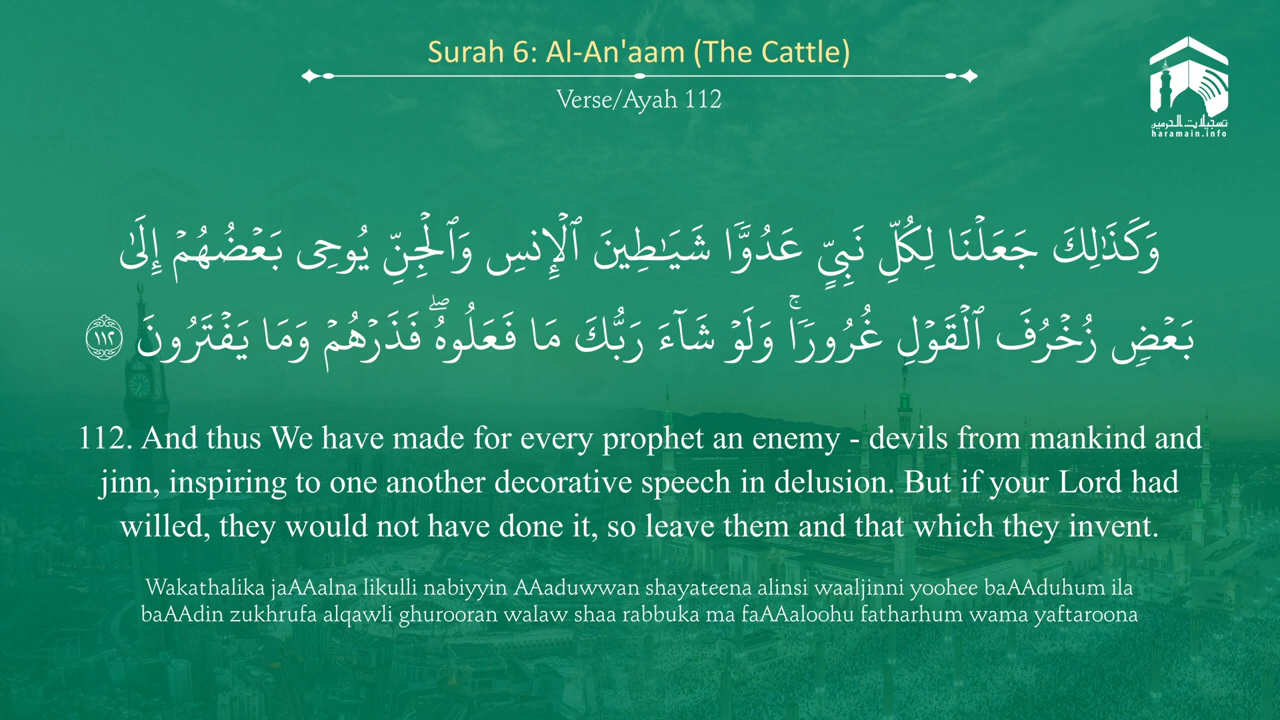 Surah 6: Al-An'aam (The Cattle)
Verse/Ayah 112
تسجيلات الحرمين
haramain.info
وَكَذَٰلِكَ جَعَلْنَا لِكُلِّ نَبِيٍّ عَدُوًّا شَيَـٰطِينَ ٱلْإِنسِ وَٱلْجِنِّ يُوحِى بَعْضُهُمْ إِلَىٰ
بَعْضٍ زُخْرُفَ ٱلْقَوْلِ غُرُورًا ۚ وَلَوْ شَآءَ رَبُّكَ مَا فَعَلُوهُ ۖ فَذَرْهُمْ وَمَا يَفْتَرُونَ ١١٢
112. And thus We have made for every prophet an enemy - devils from mankind and
jinn, inspiring to one another decorative speech in delusion. But if your Lord had
willed, they would not have done it, so leave them and that which they invent.
Wakathalika jaAAalna likulli nabiyyin AAaduwwan shayateena alinsi waaljinni yoohee baAAduhum ila
baAAdin zukhrufa alqawli ghurooran walaw shaa rabbuka ma faAAaloohu fatharhum wama yaftaroona